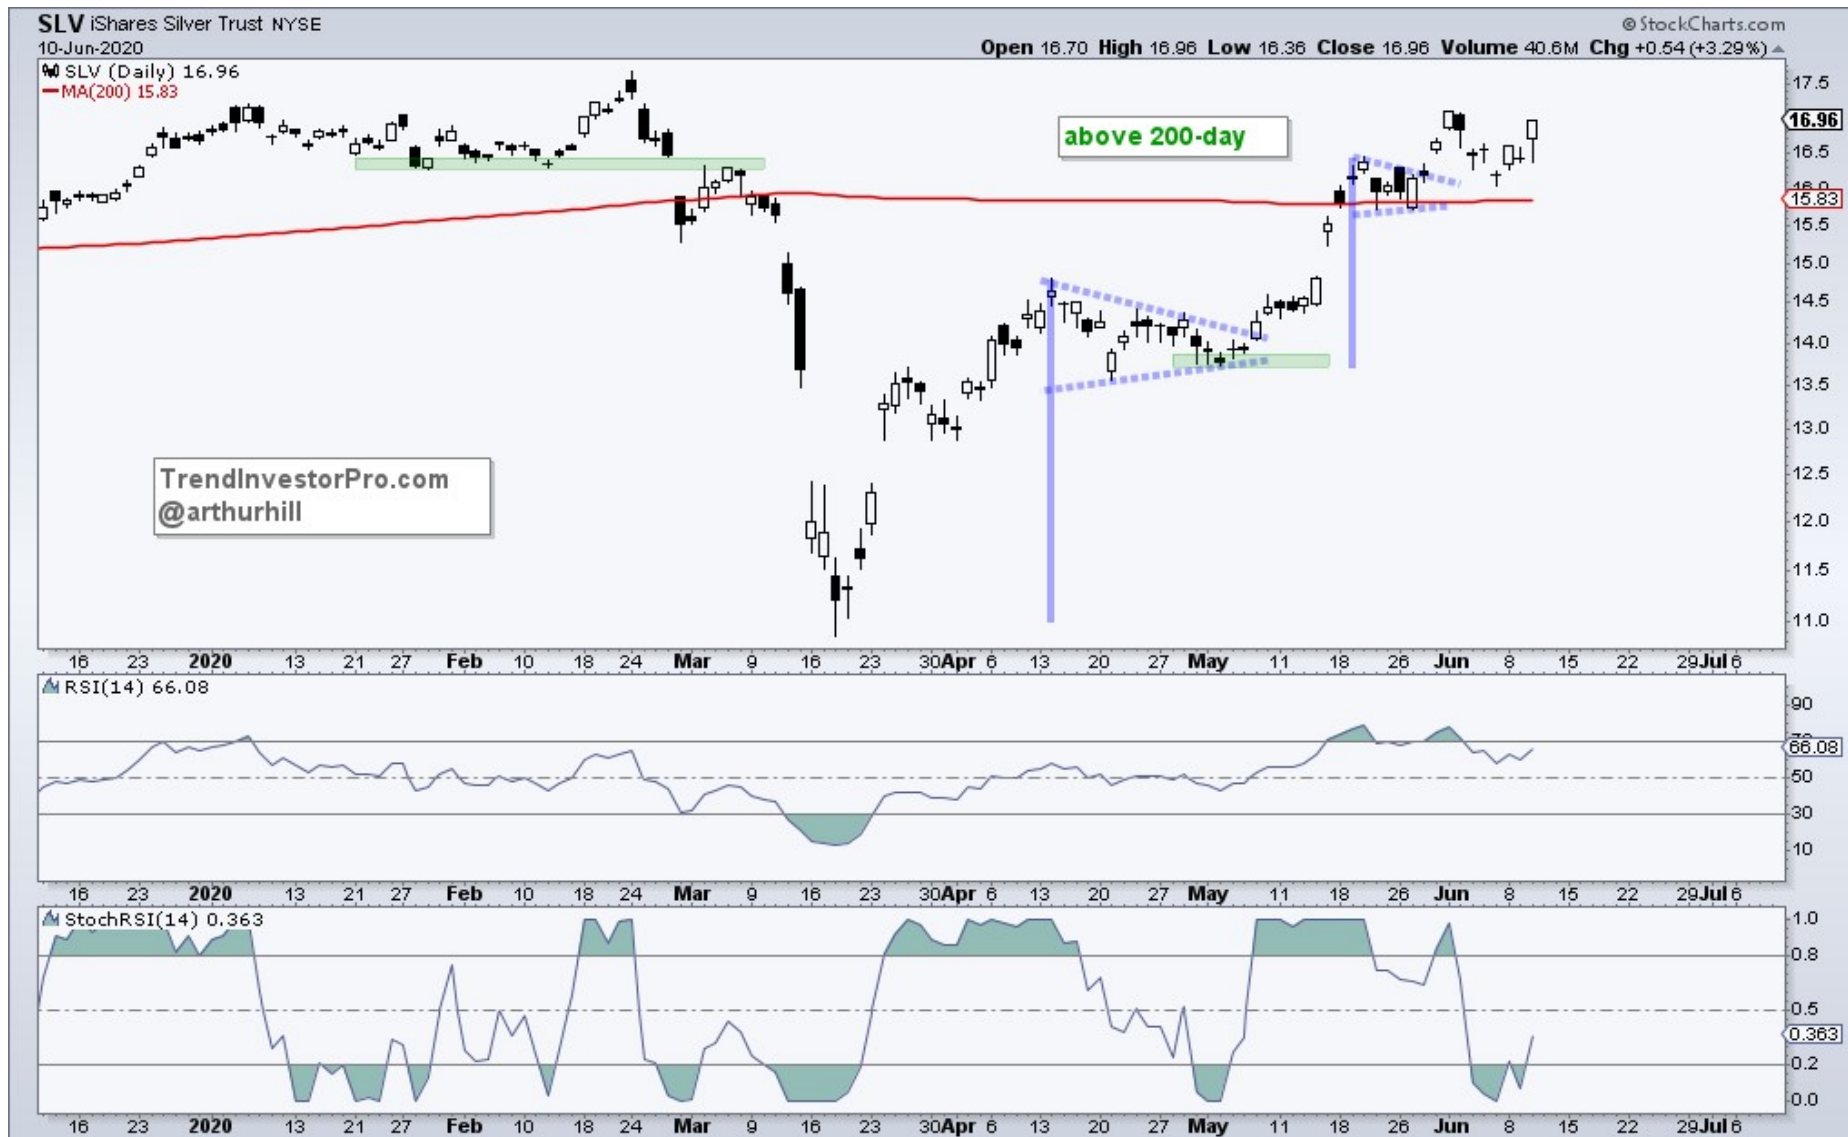 SLV iShares Silver Trust NYSE © StockCharts.com
10-Jun-2020 Open 16.70 High 16.96 Low 16.36 Close 16.96 Volume 40.6M Chg +0.54 (+3.29%)
SLV (Daily) 16.96
MA(200) 15.83
17.5
16.96
above 200-day
16.5
16.0
15.83
15.5
15.0
14.5
14.0
13.5
13.0
TrendInvestorPro.com
@arthurhill
12.5
12.0
11.5
11.0
16 23 2020 13 21 27 Feb 10 18 24 Mar 9 16 23 30 Apr 6 13 20 27 May 11 18 26 Jun 8 15 22 29 Jul 6
RSI(14) 66.08
90
66.08
50
30
10
16 23 2020 13 21 27 Feb 10 18 24 Mar 9 16 23 30 Apr 6 13 20 27 May 11 18 26 Jun 8 15 22 29 Jul 6
StochRSI(14) 0.363
1.0
0.8
0.5
0.363
0.2
0.0
16 23 2020 13 21 27 Feb 10 18 24 Mar 9 16 23 30 Apr 6 13 20 27 May 11 18 26 Jun 8 15 22 29 Jul 6